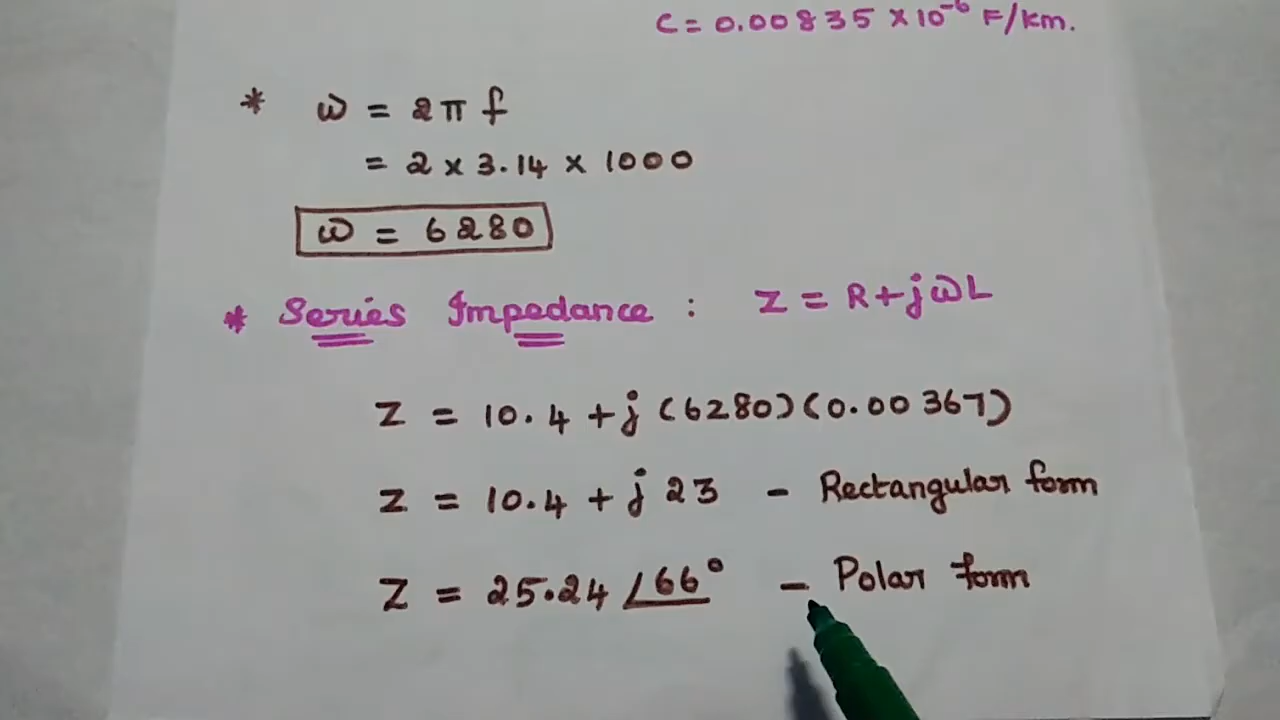 C = 0.00835 × 10⁻⁶ F/km.
* ω = 2π f
= 2 × 3.14 × 1000
ω = 6280
* Series Impedance : Z = R + jωL
Z = 10.4 + j (6280) (0.00367)
Z = 10.4 + j 23 - Rectangular form
Z = 25.24 ∠66° - Polar form